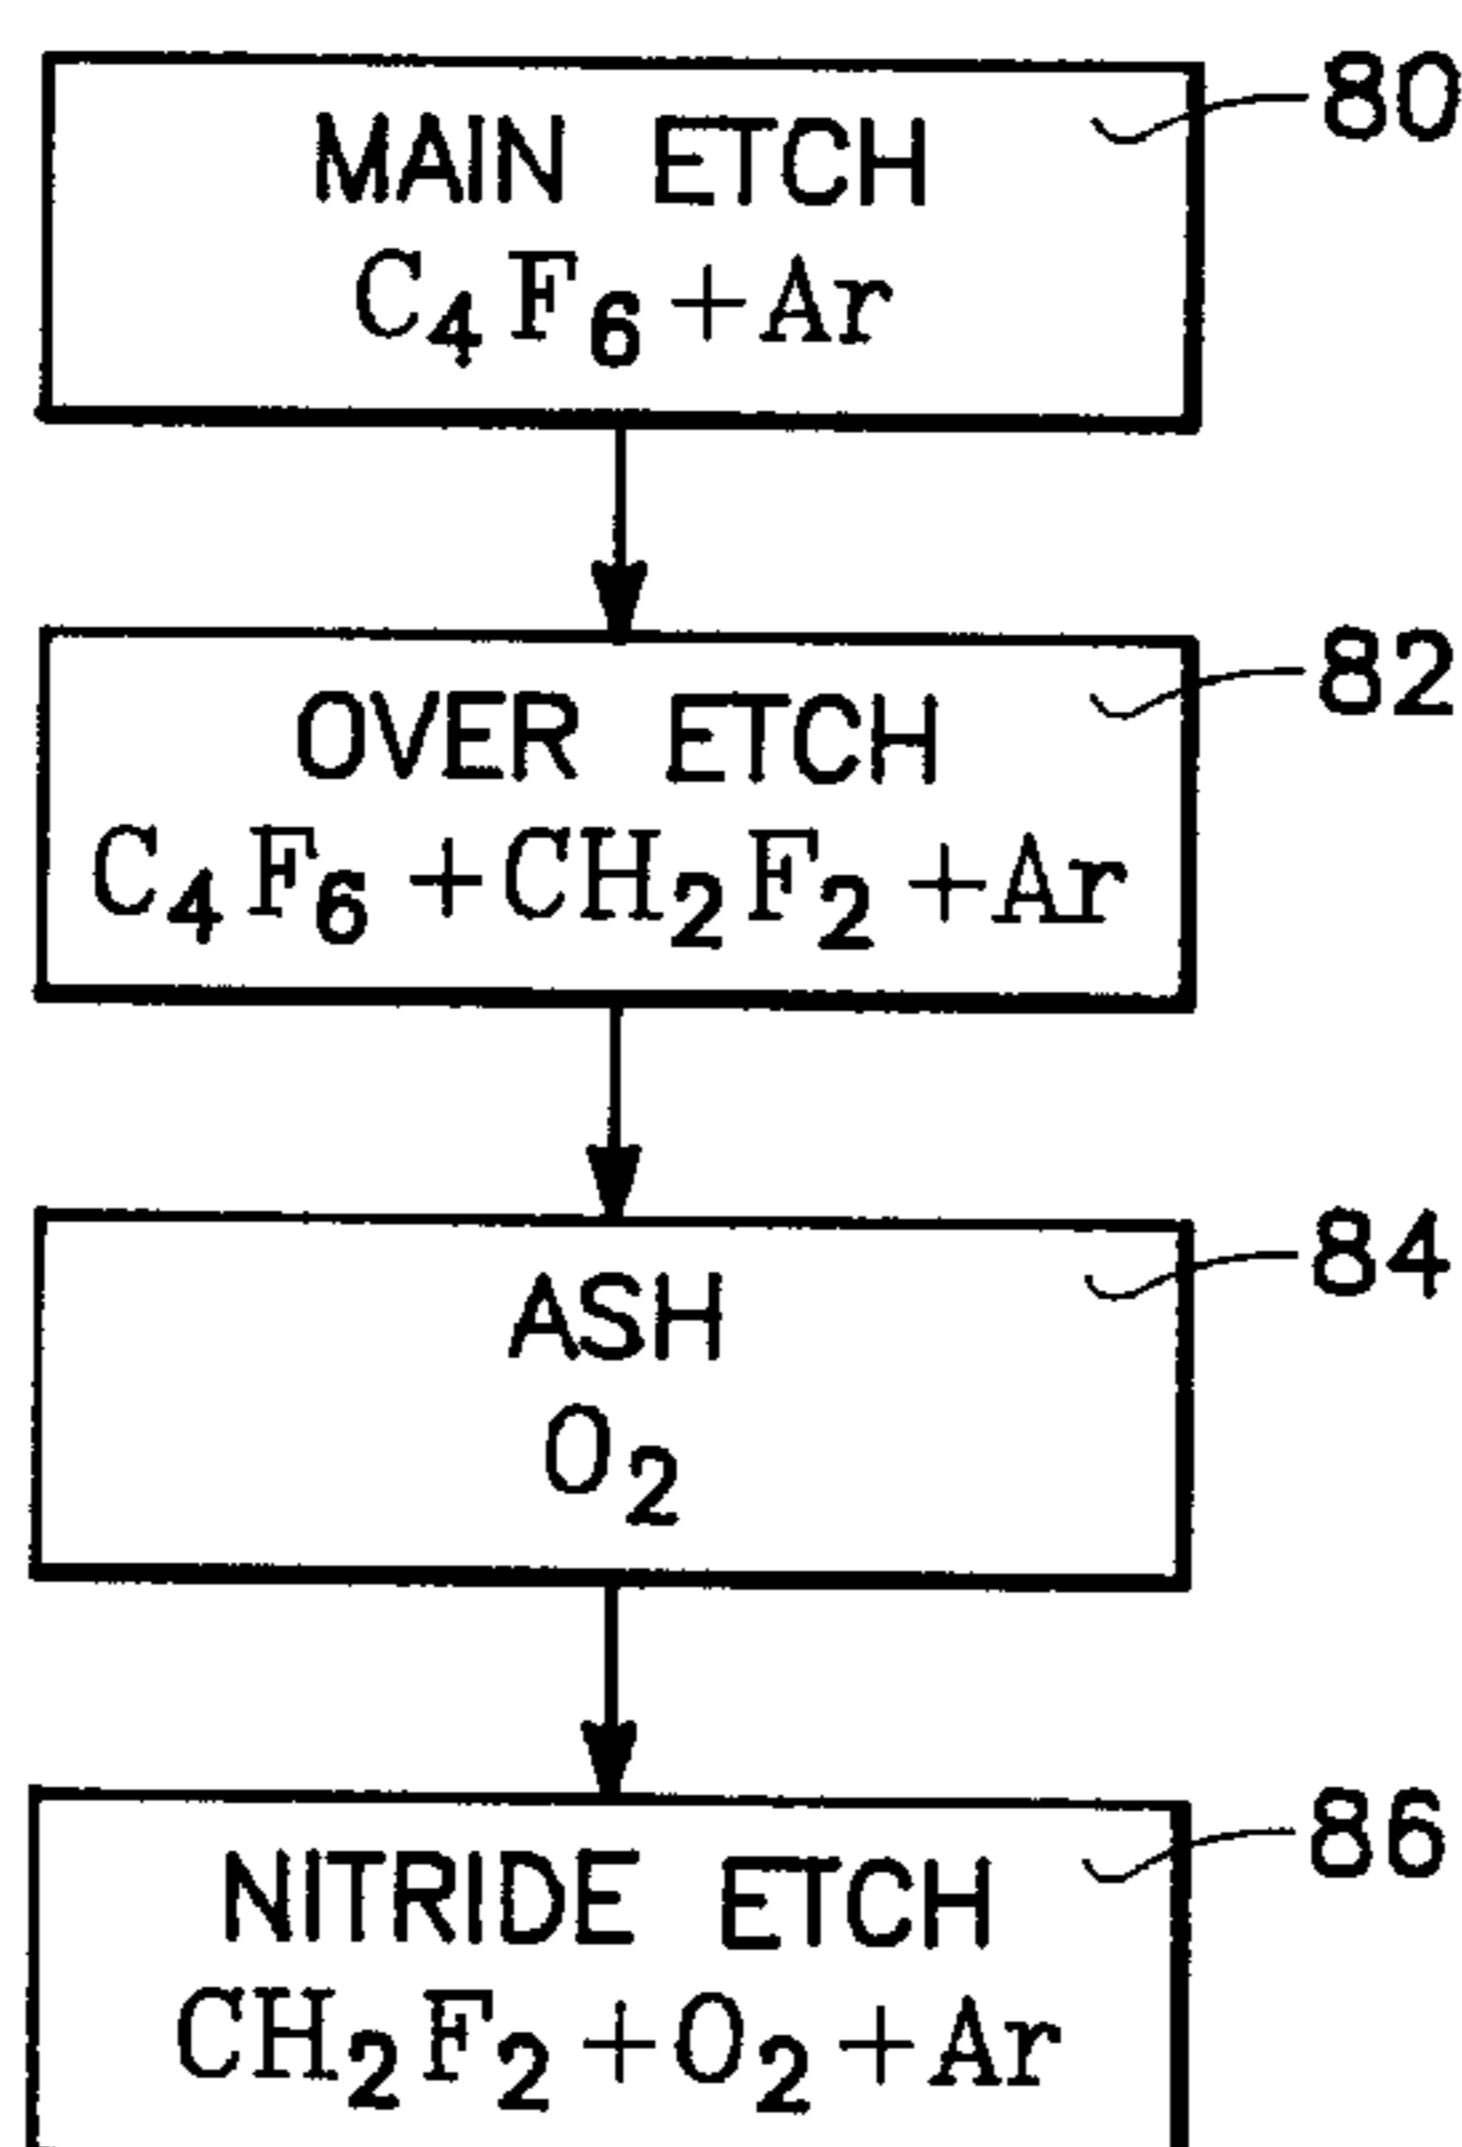 80
MAIN ETCH
C₄F₆+Ar
82
OVER ETCH
C₄F₆+CH₂F₂+Ar
84
ASH
O₂
86
NITRIDE ETCH
CH₂F₂+O₂+Ar